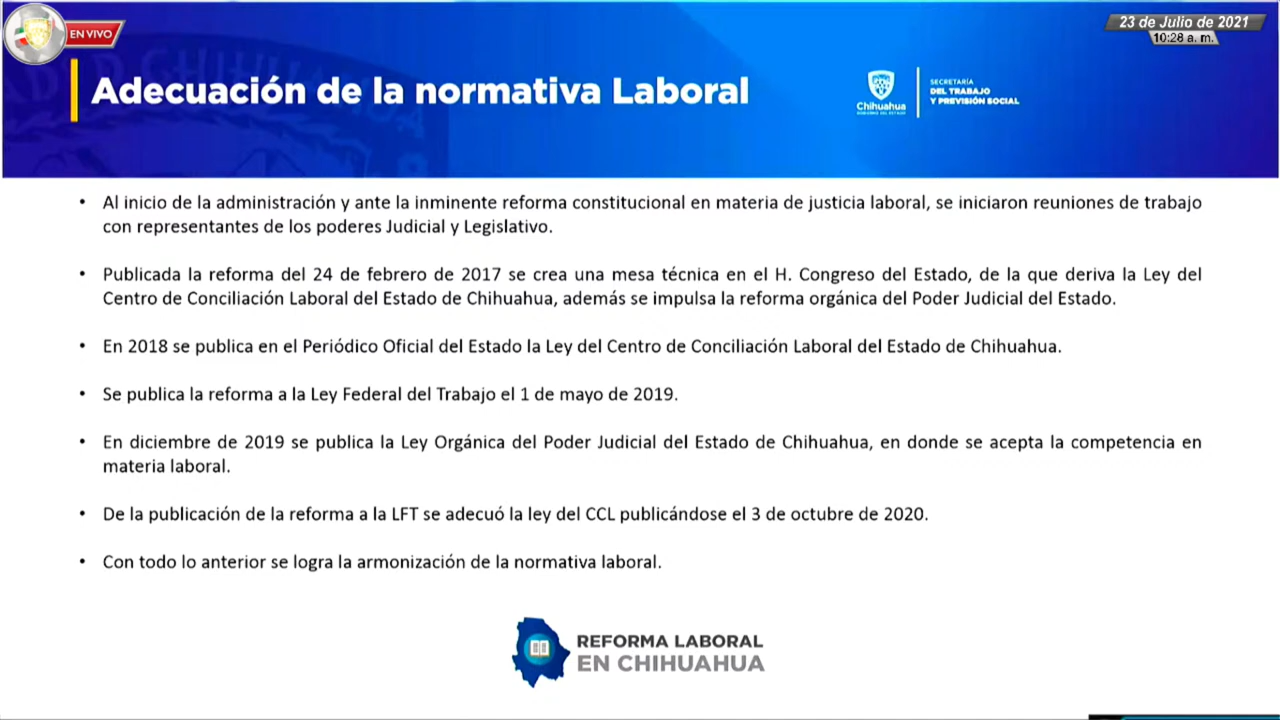 EN VIVO
23 de Julio de 2021
10:28 a. m.
Adecuación de la normativa Laboral
Chihuahua
GOBIERNO DEL ESTADO
SECRETARÍA
DEL TRABAJO
Y PREVISIÓN SOCIAL
• Al inicio de la administración y ante la inminente reforma constitucional en materia de justicia laboral, se iniciaron reuniones de trabajo
con representantes de los poderes Judicial y Legislativo.
• Publicada la reforma del 24 de febrero de 2017 se crea una mesa técnica en el H. Congreso del Estado, de la que deriva la Ley del
Centro de Conciliación Laboral del Estado de Chihuahua, además se impulsa la reforma orgánica del Poder Judicial del Estado.
• En 2018 se publica en el Periódico Oficial del Estado la Ley del Centro de Conciliación Laboral del Estado de Chihuahua.
• Se publica la reforma a la Ley Federal del Trabajo el 1 de mayo de 2019.
• En diciembre de 2019 se publica la Ley Orgánica del Poder Judicial del Estado de Chihuahua, en donde se acepta la competencia en
materia laboral.
• De la publicación de la reforma a la LFT se adecuó la ley del CCL publicándose el 3 de octubre de 2020.
• Con todo lo anterior se logra la armonización de la normativa laboral.
REFORMA LABORAL
EN CHIHUAHUA